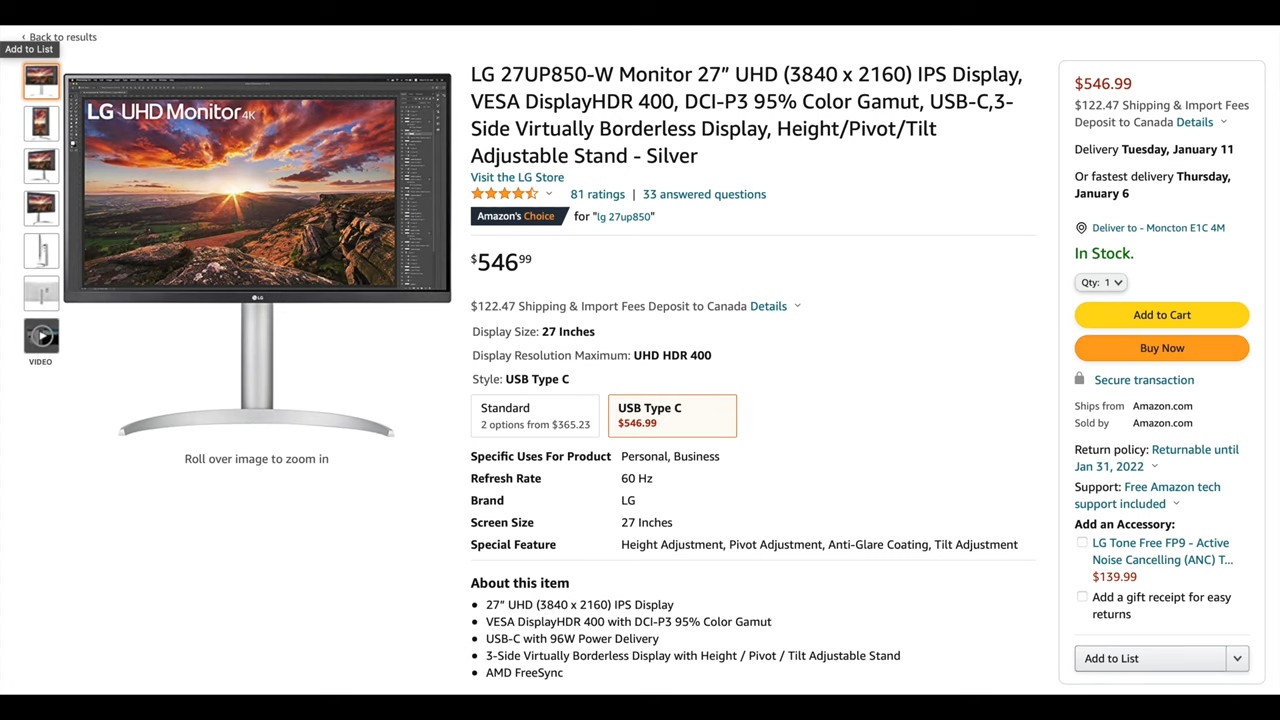 ‹ Back to results
Add to List
LG UHD Monitor 4K
LG
VIDEO
Roll over image to zoom in
LG 27UP850-W Monitor 27” UHD (3840 x 2160) IPS Display,
VESA DisplayHDR 400, DCI-P3 95% Color Gamut, USB-C,3-
Side Virtually Borderless Display, Height/Pivot/Tilt
Adjustable Stand - Silver
Visit the LG Store
81 ratings | 33 answered questions
Amazon's Choice for "lg 27up850"
$546.99
$122.47 Shipping & Import Fees Deposit to Canada Details
Display Size: 27 Inches
Display Resolution Maximum: UHD HDR 400
Style: USB Type C
Standard
2 options from $365.23
USB Type C
$546.99
Specific Uses For Product Personal, Business
Refresh Rate 60 Hz
Brand LG
Screen Size 27 Inches
Special Feature Height Adjustment, Pivot Adjustment, Anti-Glare Coating, Tilt Adjustment
About this item
• 27” UHD (3840 x 2160) IPS Display
• VESA DisplayHDR 400 with DCI-P3 95% Color Gamut
• USB-C with 96W Power Delivery
• 3-Side Virtually Borderless Display with Height / Pivot / Tilt Adjustable Stand
• AMD FreeSync
$546.99
$122.47 Shipping & Import Fees
Deposit to Canada Details
Delivery Tuesday, January 11
Or fastest delivery Thursday,
January 6
Deliver to - Moncton E1C 4M
In Stock.
Qty: 1
Add to Cart
Buy Now
Secure transaction
Ships from Amazon.com
Sold by Amazon.com
Return policy: Returnable until
Jan 31, 2022
Support: Free Amazon tech
support included
Add an Accessory:
LG Tone Free FP9 - Active
Noise Cancelling (ANC) T...
$139.99
Add a gift receipt for easy
returns
Add to List